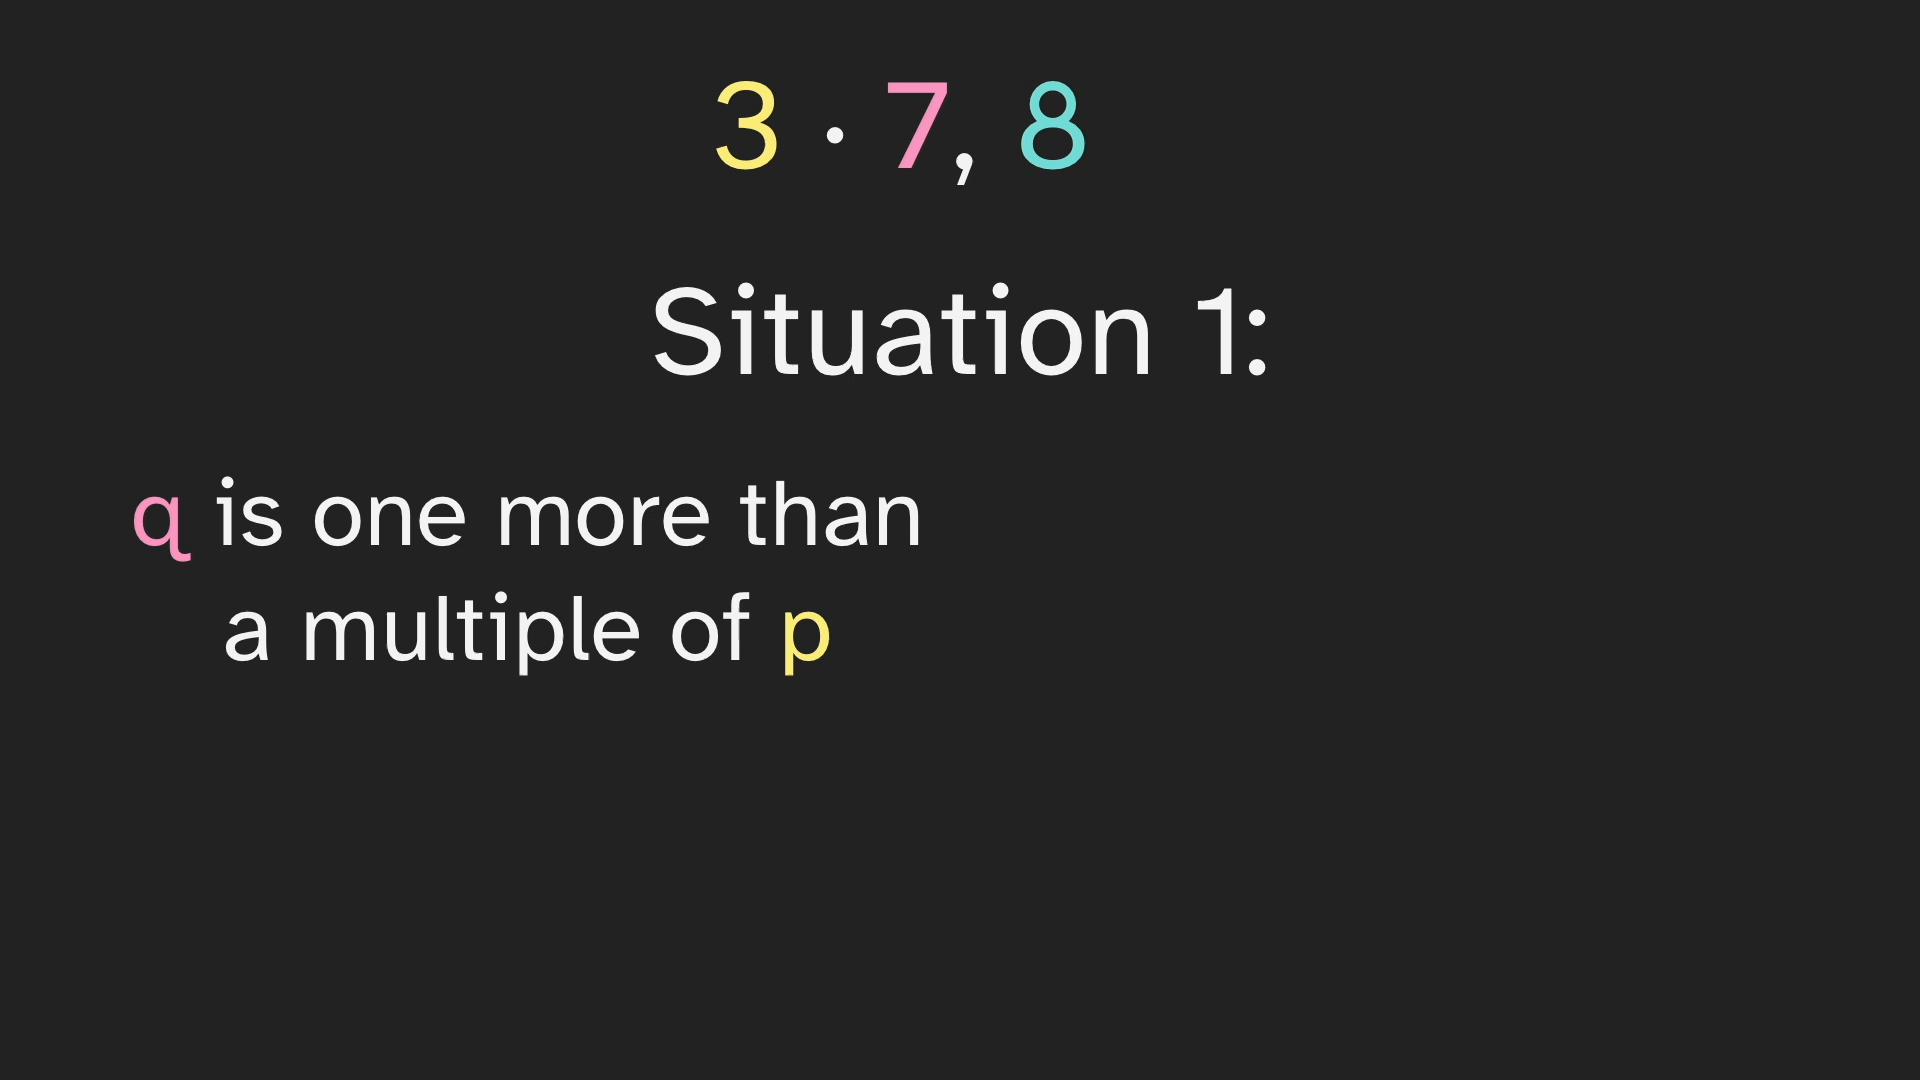 3 · 7, 8
Situation 1:
q is one more than
a multiple of p